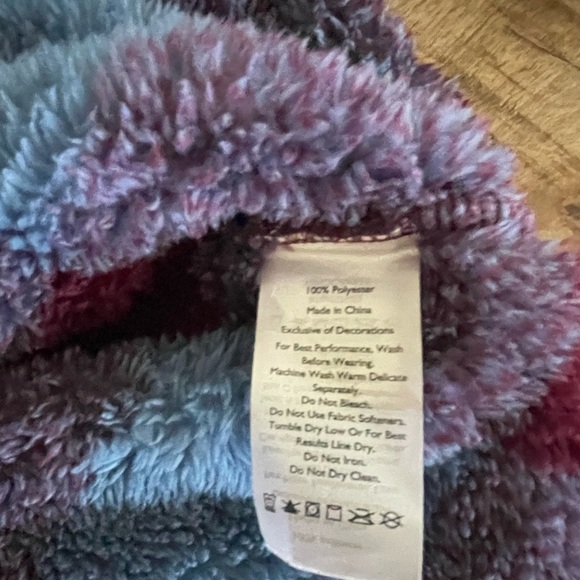 100% Polyester
Made in China
Exclusive of Decorations
For Best Performance, Wash
Before Wearing.
Machine Wash Warm Delicate
Separately.
Do Not Bleach.
Do Not Use Fabric Softeners.
Tumble Dry Low Or For Best
Results Line Dry.
Do Not Iron.
Do Not Dry Clean.